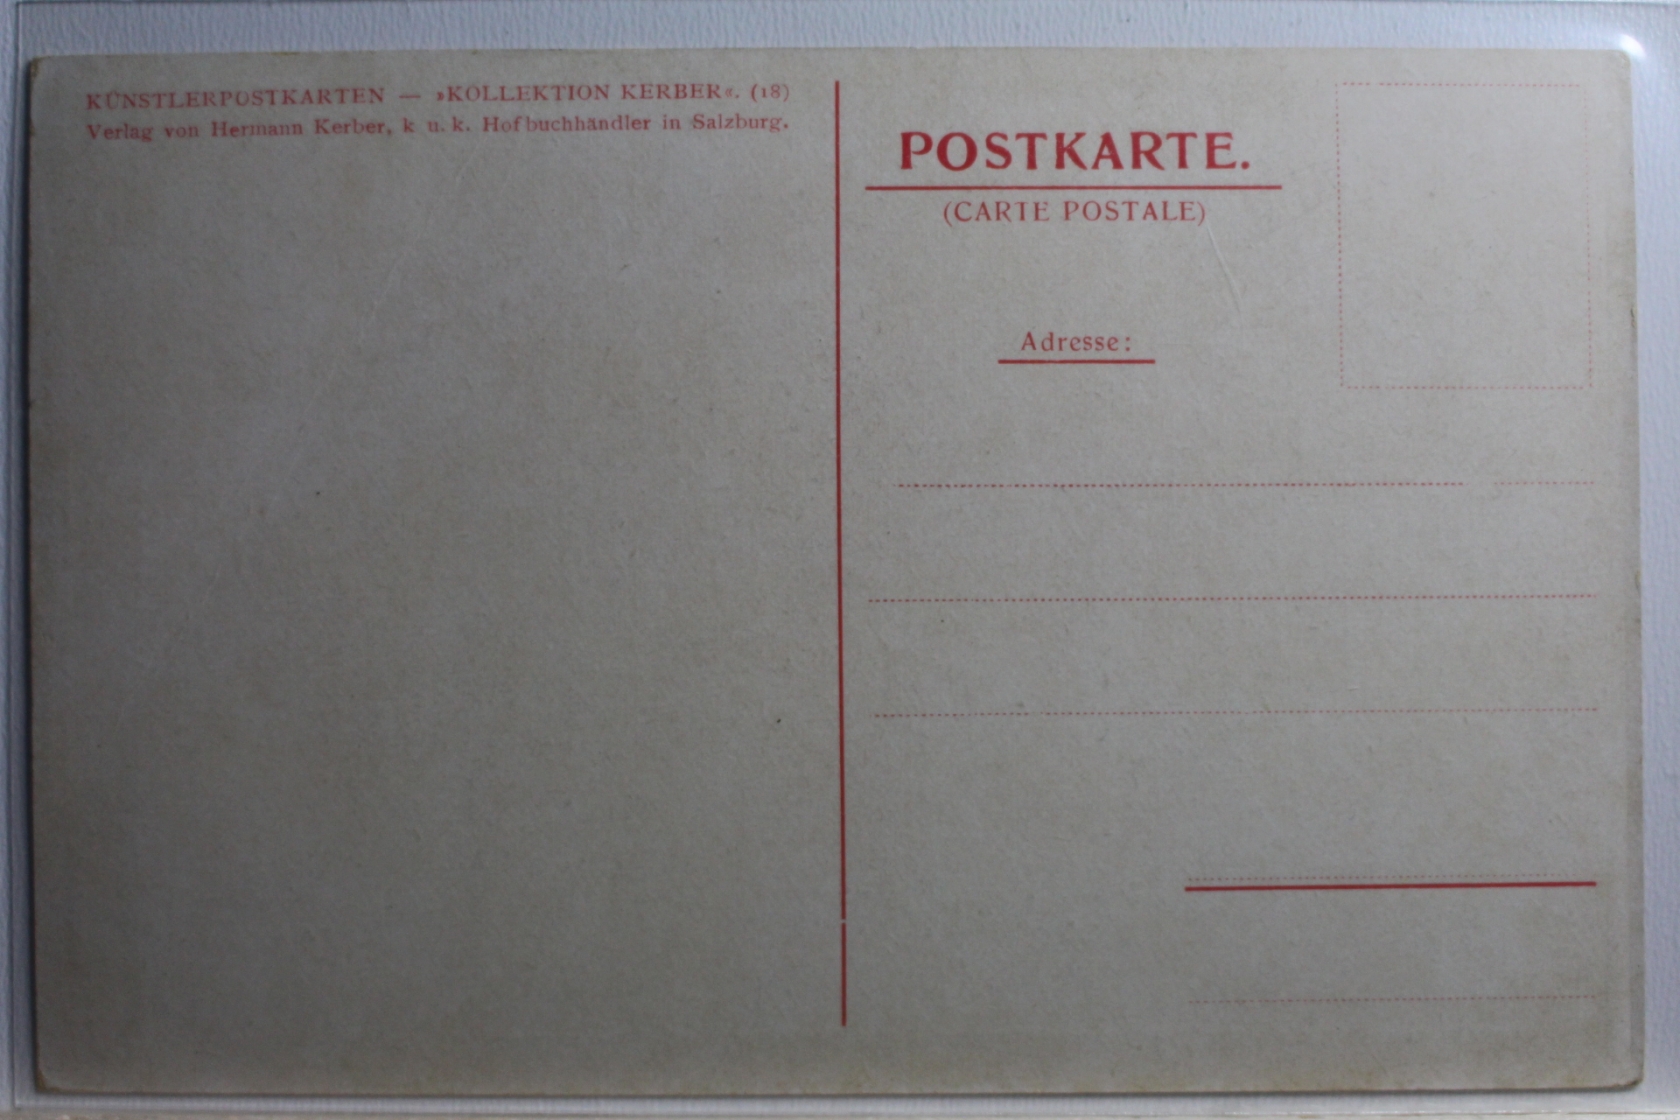 KÜNSTLERPOSTKARTEN — »KOLLEKTION KERBER«. (18)
Verlag von Hermann Kerber, k u. k. Hofbuchhändler in Salzburg.
POSTKARTE.
(CARTE POSTALE)
Adresse: